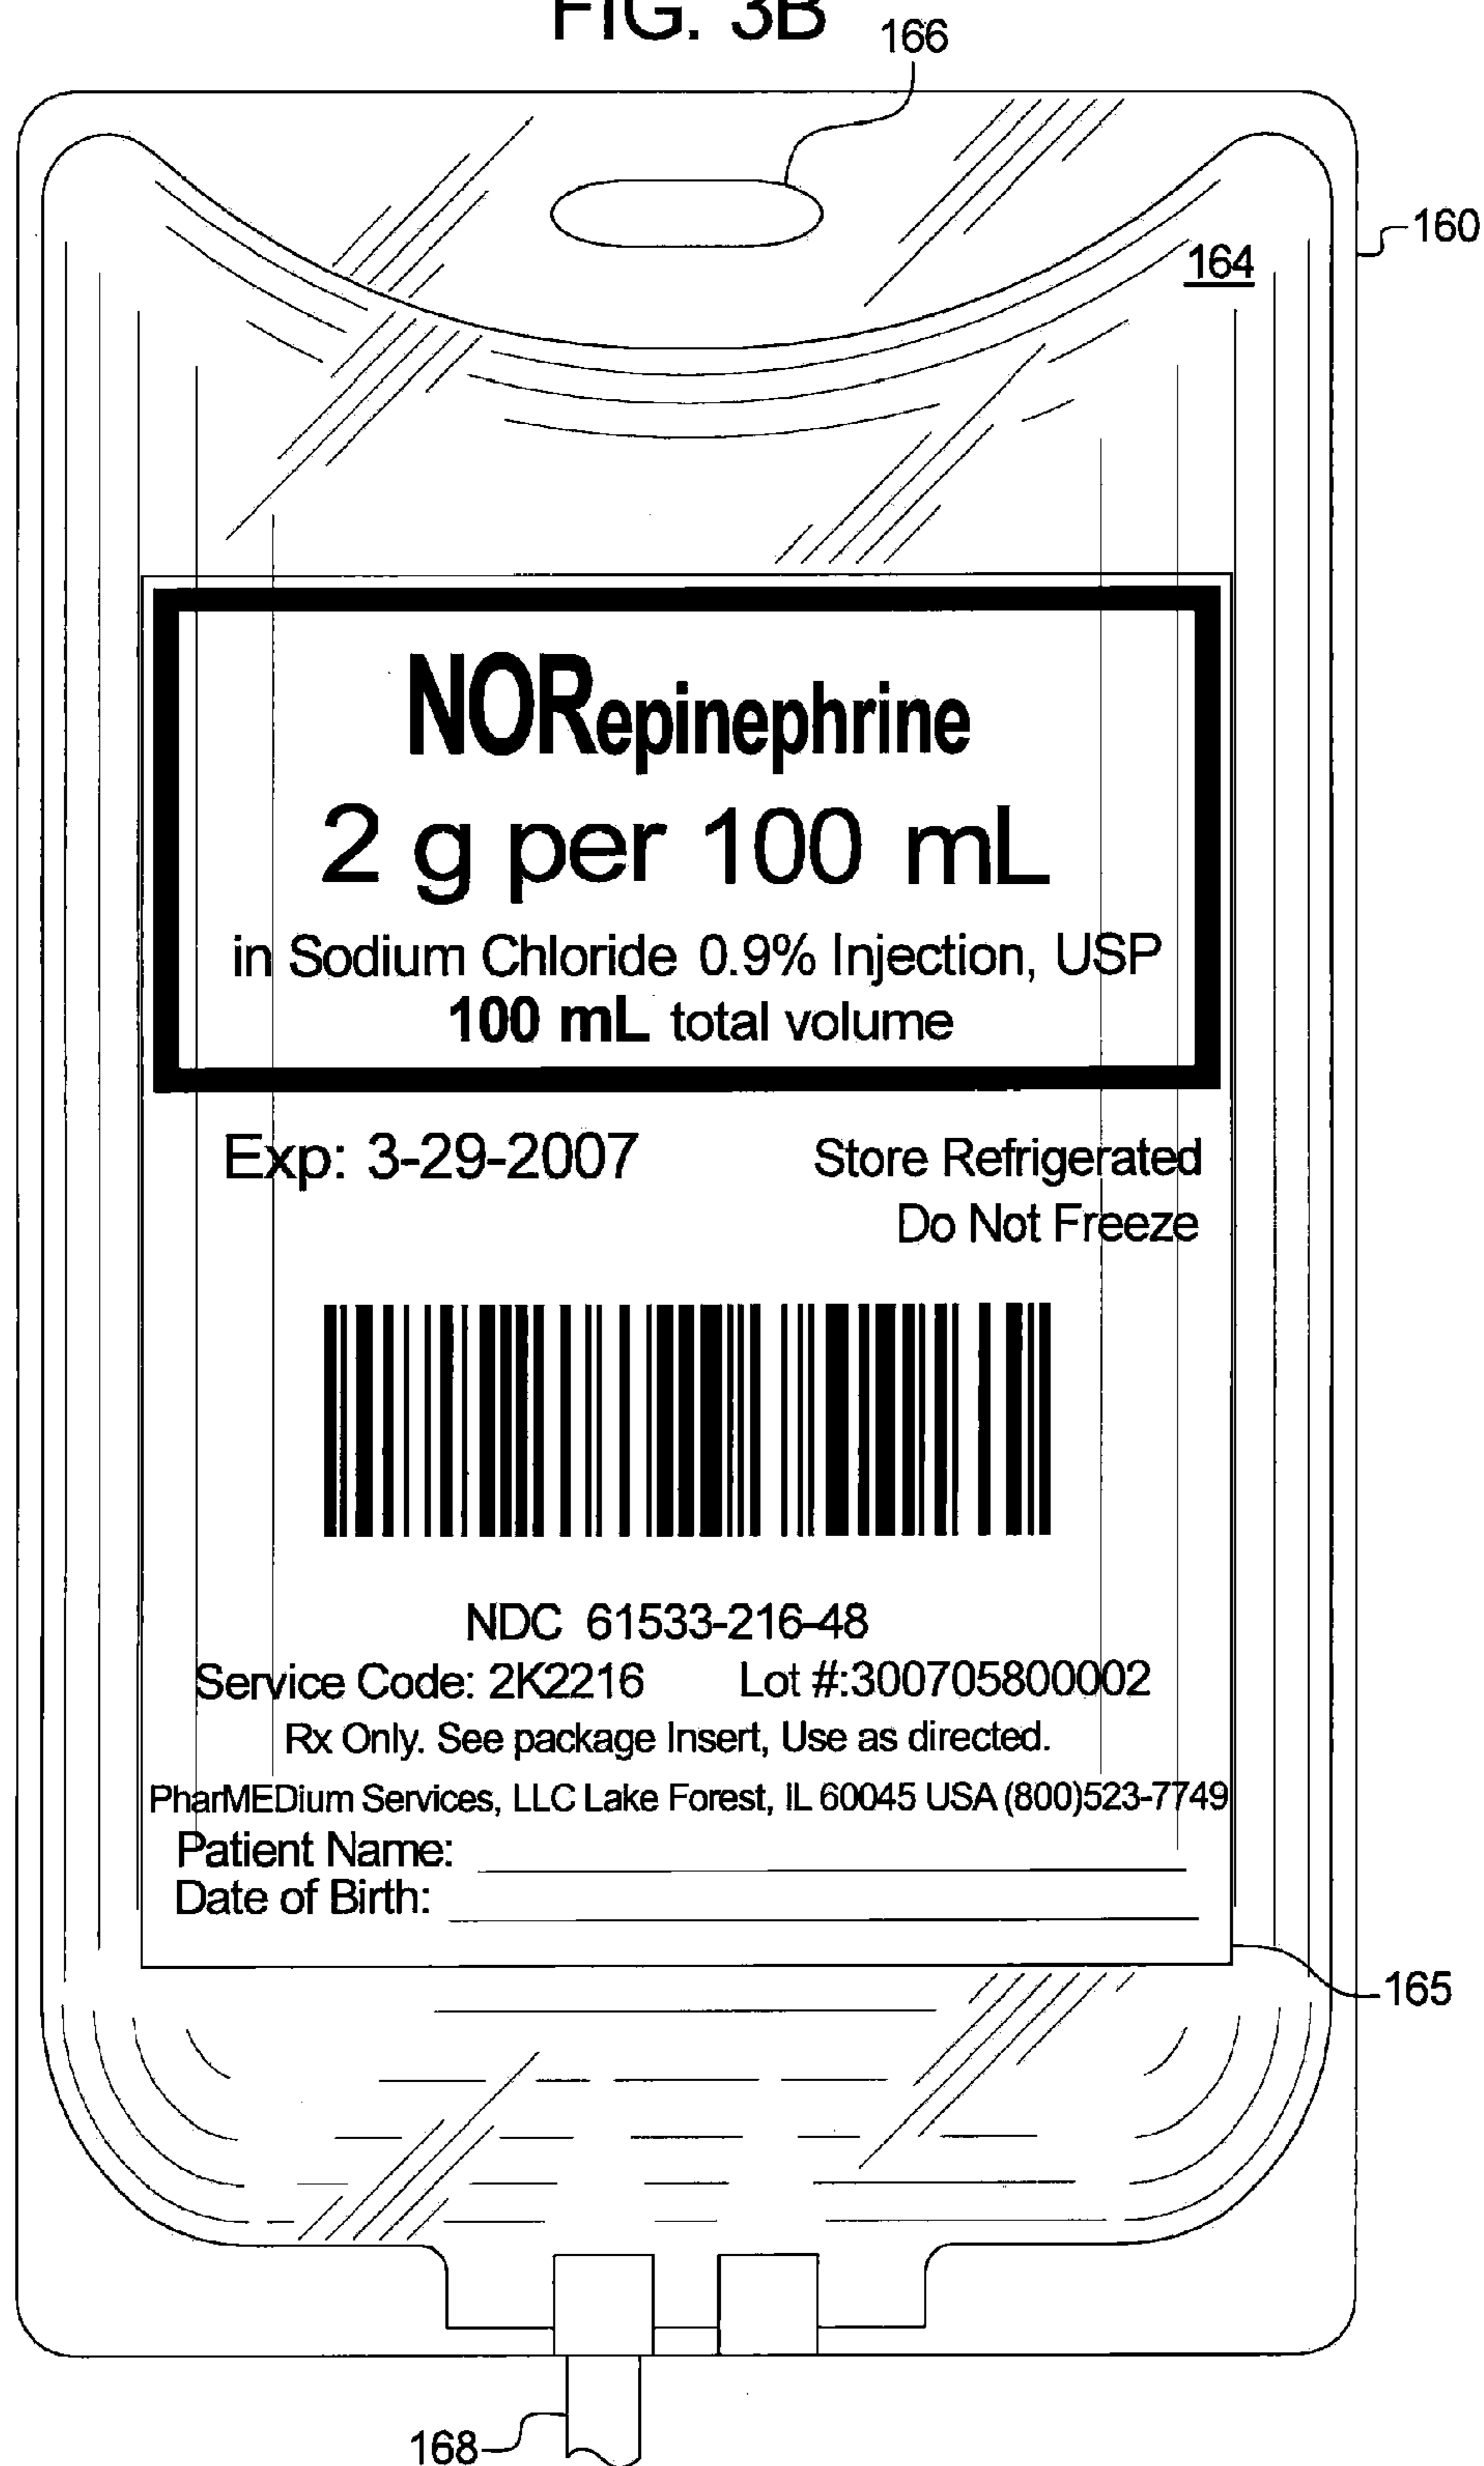 FIG. 3B
166
160
164
NORepinephrine
2 g per 100 mL
in Sodium Chloride 0.9% Injection, USP
100 mL total volume
Exp: 3-29-2007
Store Refrigerated
Do Not Freeze
NDC 61533-216-48
Service Code: 2K2216 Lot #:300705800002
Rx Only. See package Insert, Use as directed.
PharMEDium Services, LLC Lake Forest, IL 60045 USA (800)523-7749
Patient Name:
Date of Birth:
165
168